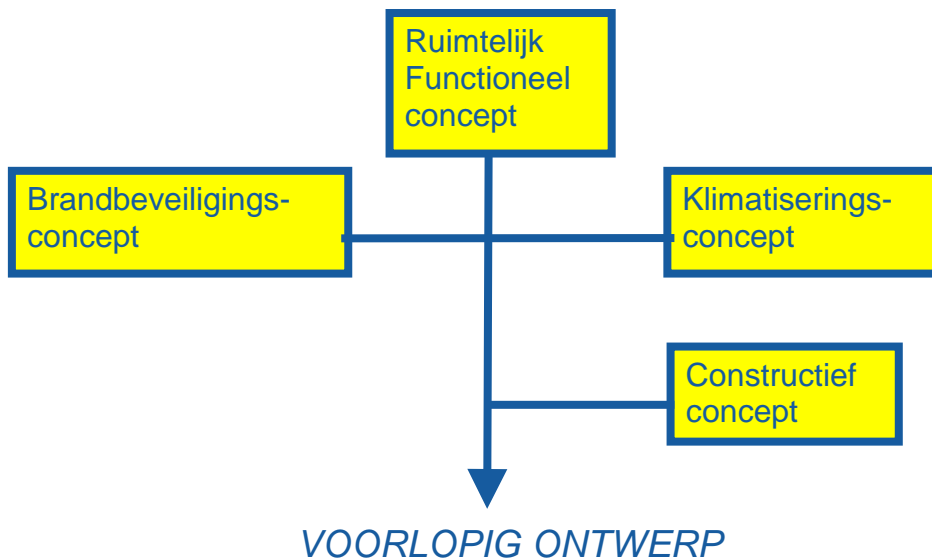 Ruimtelijk
Functioneel
concept
Brandbeveiligings-
concept
Klimatiserings-
concept
Constructief
concept
VOORLOPIG ONTWERP